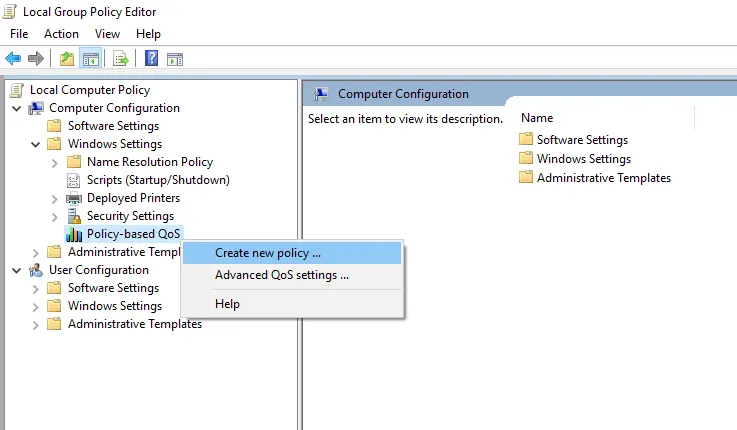 Local Group Policy Editor
File Action View Help
Local Computer Policy
Computer Configuration
Software Settings
Windows Settings
Name Resolution Policy
Scripts (Startup/Shutdown)
Deployed Printers
Security Settings
Policy-based QoS
Administrative Templ
User Configuration
Software Settings
Windows Settings
Administrative Templates
Create new policy ...
Advanced QoS settings ...
Help
Computer Configuration
Select an item to view its description.
Name
Software Settings
Windows Settings
Administrative Templates